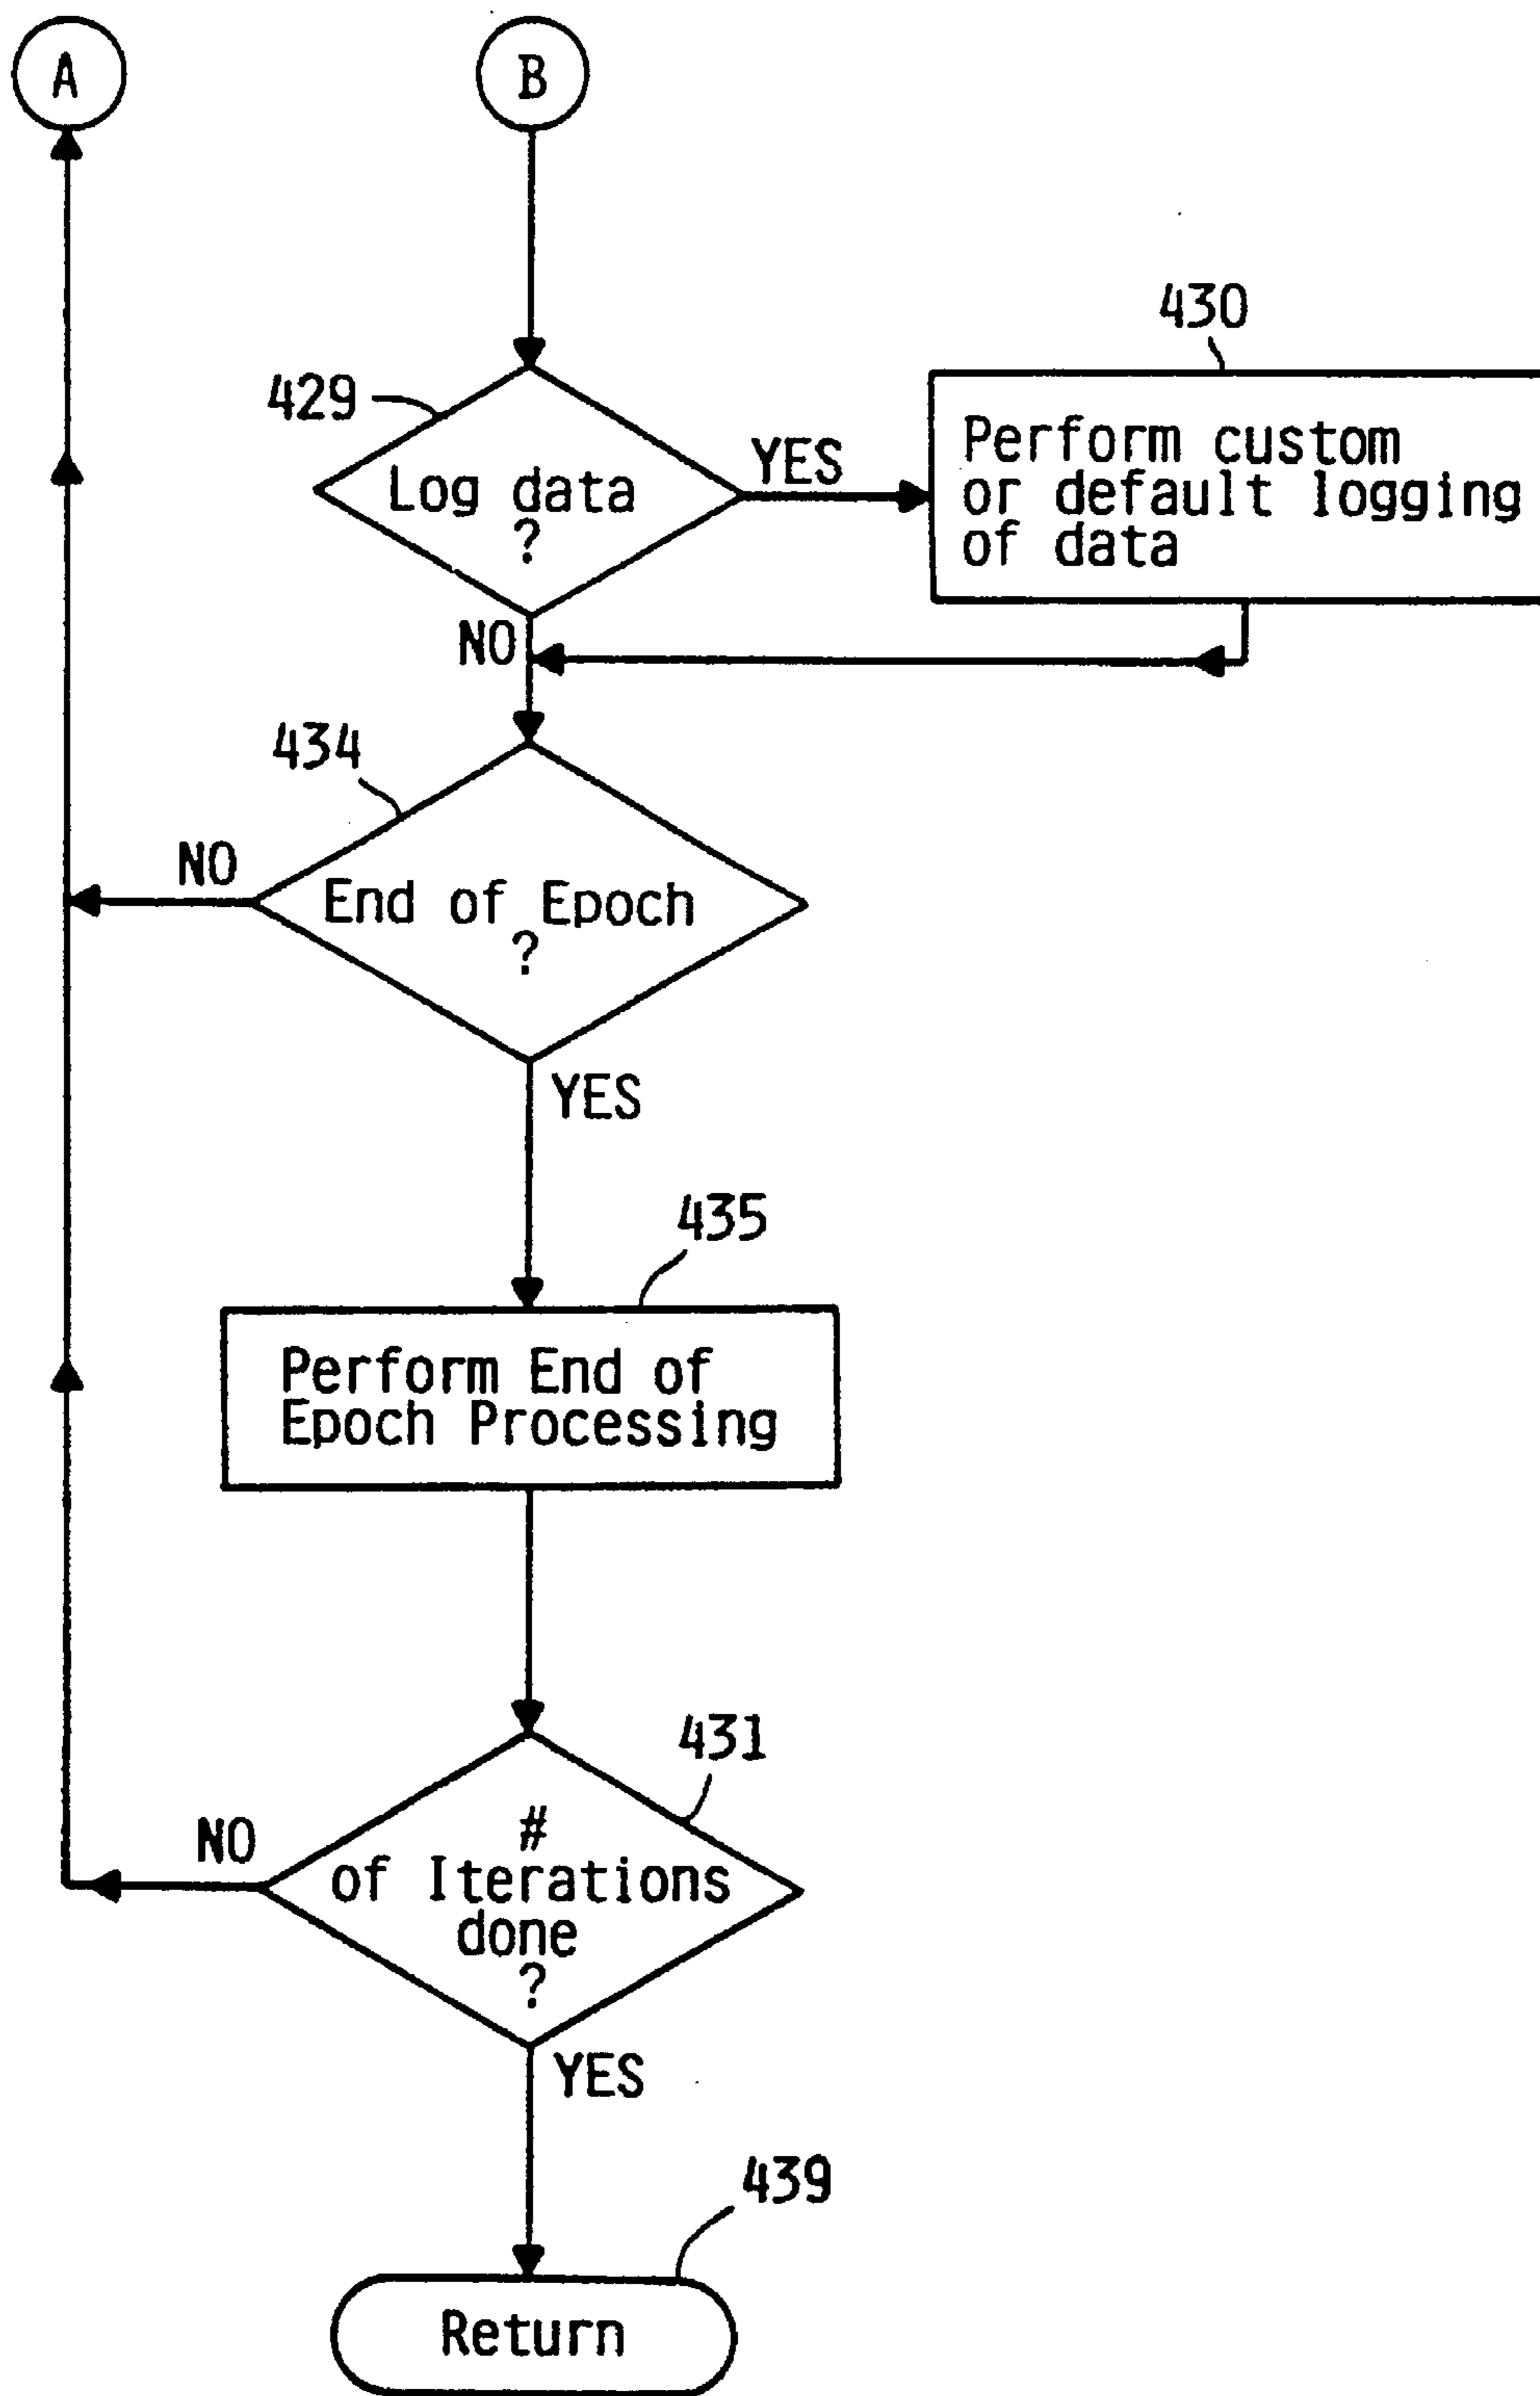 A
B
430
429
YES
Perform custom
or default logging
of data
Log data
?
NO
434
NO
End of Epoch
?
YES
435
Perform End of
Epoch Processing
431
NO
#
of Iterations
done
?
YES
439
Return